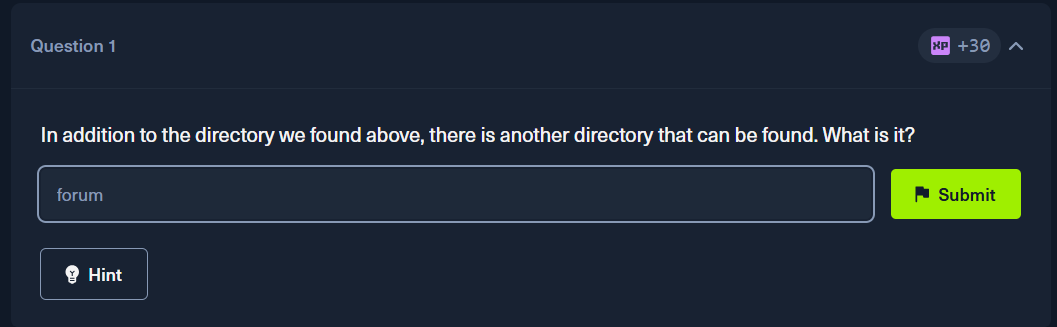 Question 1
XP +30
In addition to the directory we found above, there is another directory that can be found. What is it?
forum
Submit
Hint